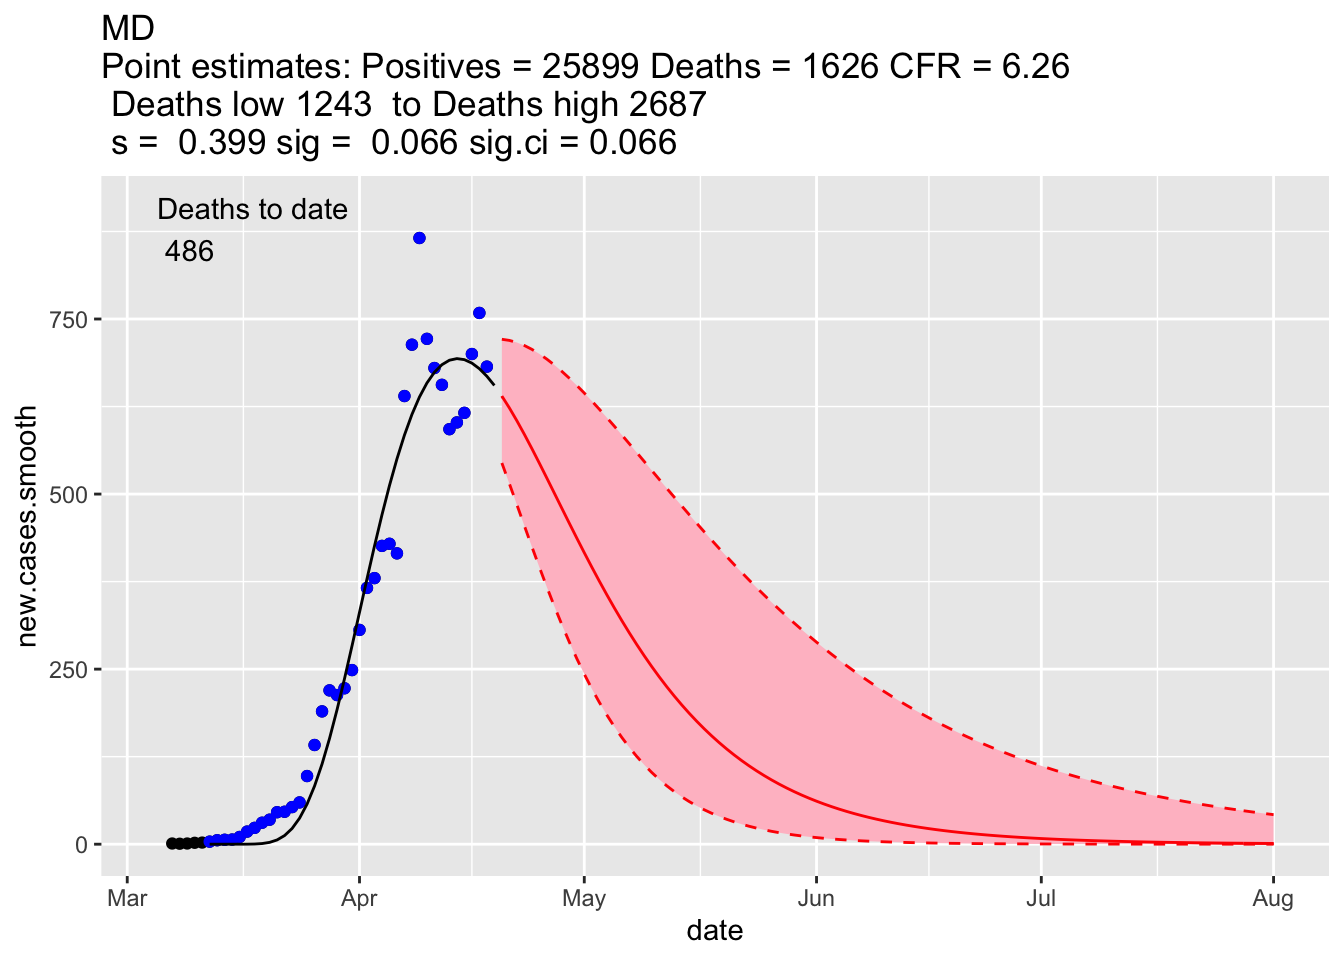 MD
Point estimates: Positives = 25899 Deaths = 1626 CFR = 6.26
Deaths low 1243  to Deaths high 2687
s =  0.399 sig =  0.066 sig.ci = 0.066
Deaths to date
486
750
500
250
0
new.cases.smooth
Mar Apr May Jun Jul Aug
date